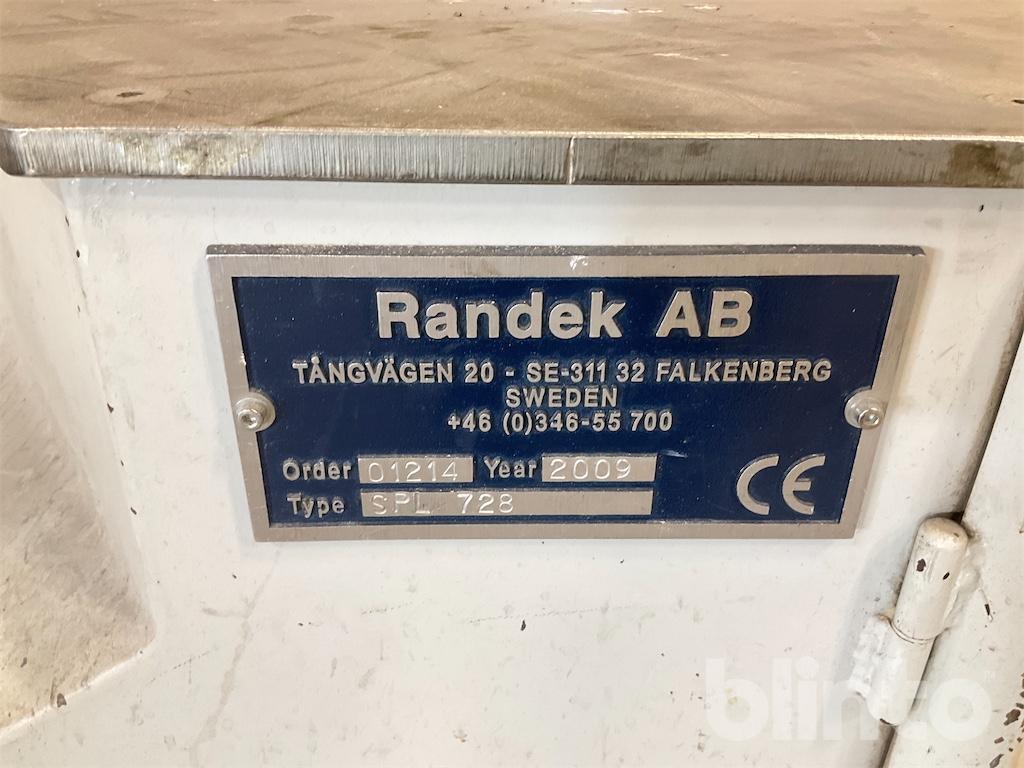 Randek AB
TÅNGVÄGEN 20 - SE-311 32 FALKENBERG
SWEDEN
+46 (0)346-55 700
Order 01214 Year 2009
Type SPL 728
CE
blinto